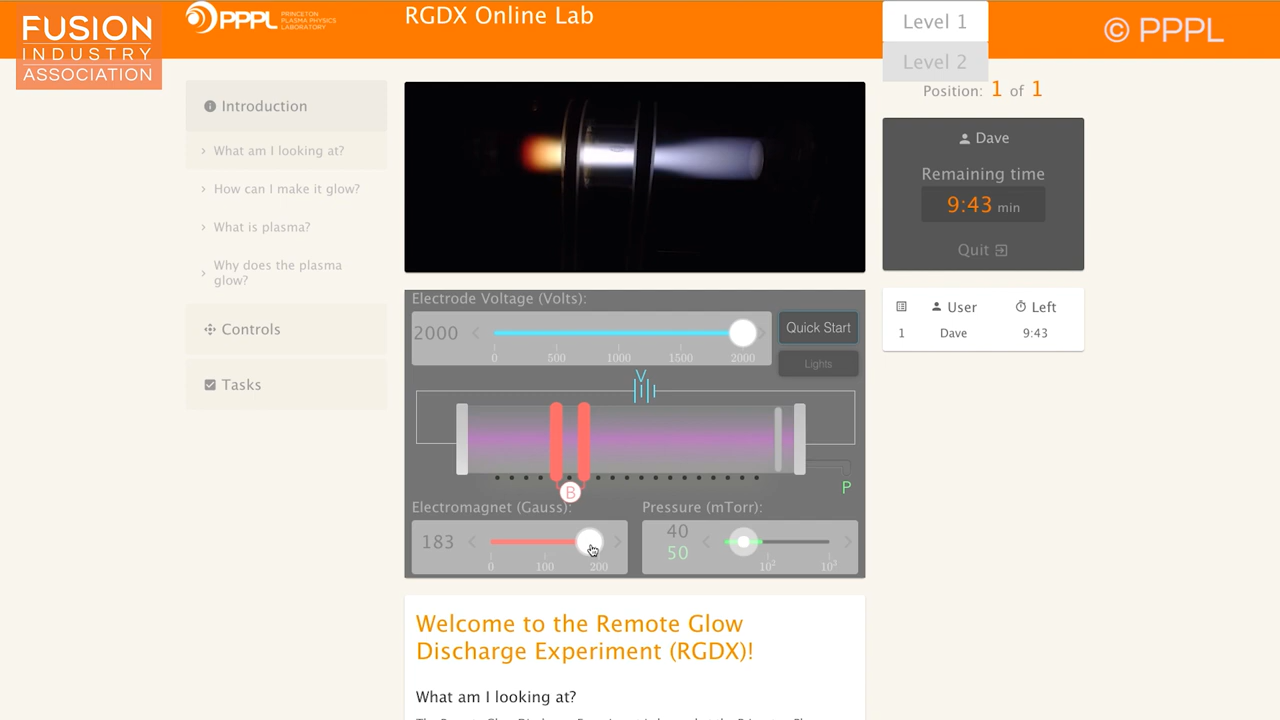 FUSION
INDUSTRY
ASSOCIATION
PPPL
PRINCETON
PLASMA PHYSICS
LABORATORY
RGDX Online Lab
Level 1
Level 2
© PPPL
Position: 1 of 1
Introduction
What am I looking at?
How can I make it glow?
What is plasma?
Why does the plasma
glow?
Controls
Tasks
Dave
Remaining time
9:43 min
Quit
User Left
1 Dave 9:43
Electrode Voltage (Volts):
2000
0 500 1000 1500 2000
Quick Start
Lights
V
B
P
Electromagnet (Gauss):
183
0 100 200
Pressure (mTorr):
40
50
10² 10³
Welcome to the Remote Glow
Discharge Experiment (RGDX)!
What am I looking at?